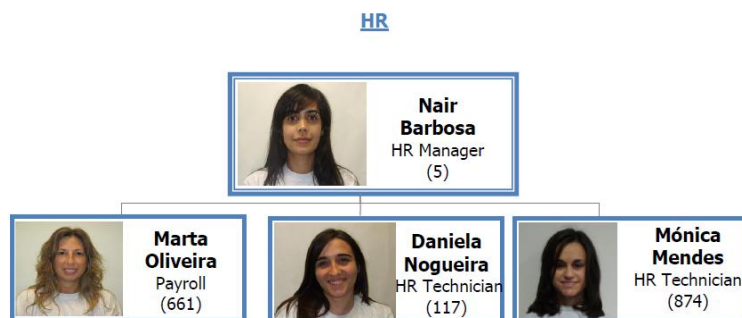 HR
Nair
Barbosa
HR Manager
(5)
Marta
Oliveira
Payroll
(661)
Daniela
Nogueira
HR Technician
(117)
Mónica
Mendes
HR Technician
(874)